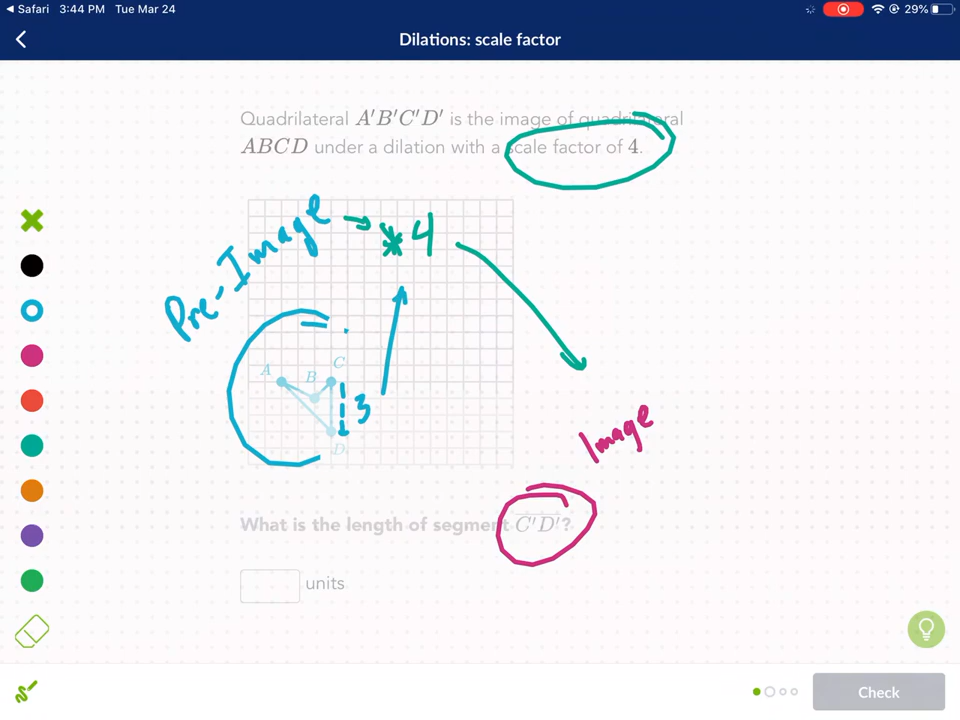 Safari 3:44 PM Tue Mar 24 29%
Dilations: scale factor
Quadrilateral A′B′C′D′ is the image of quadrilateral
ABCD under a dilation with a scale factor of 4.
Pre-Image
*4
A
B
C
3
D
Image
What is the length of segment C′D′?
units
Check